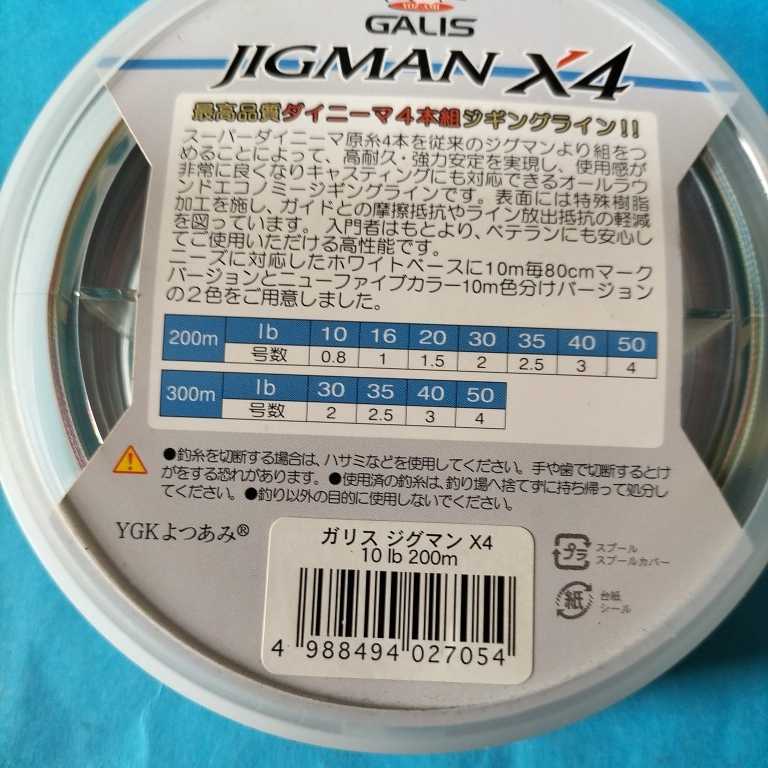 YOZAMI
GALIS
JIGMAN X4
最高品質ダイニーマ4本組ジギングライン!!
スーパーダイニーマ原糸4本を従来のジグマンより組をつ
めることによって、高耐久・強力安定を実現し、使用感が
非常に良くなりキャスティングにも対応できるオールラウ
ンドエコノミージギングラインです。表面には特殊樹脂
加工を施し、ガイドとの摩擦抵抗やライン放出抵抗の軽減
を図っています。入門者はもとより、ベテランにも安心し
てご使用いただける高性能です。
ニーズに対応したホワイトベースに10m毎80cmマーク
バージョンとニューファイブカラー10m色分けバージョン
の2色をご用意しました。
200m lb 10 16 20 30 35 40 50
号数 0.8 1 1.5 2 2.5 3 4
300m lb 30 35 40 50
号数 2 2.5 3 4
●釣糸を切断する場合は、ハサミなどを使用してください。手や歯で切断するとけ
がをする恐れがあります。●使用済の釣糸は、釣り場へ捨てずに持ち帰って処分し
てください。●釣り以外の目的に使用しないでください。
YGKよつあみ®
ガリス ジグマン X4
10 lb 200m
4 988494 027054
プラ スプール
スプールカバー
紙 台紙
シール